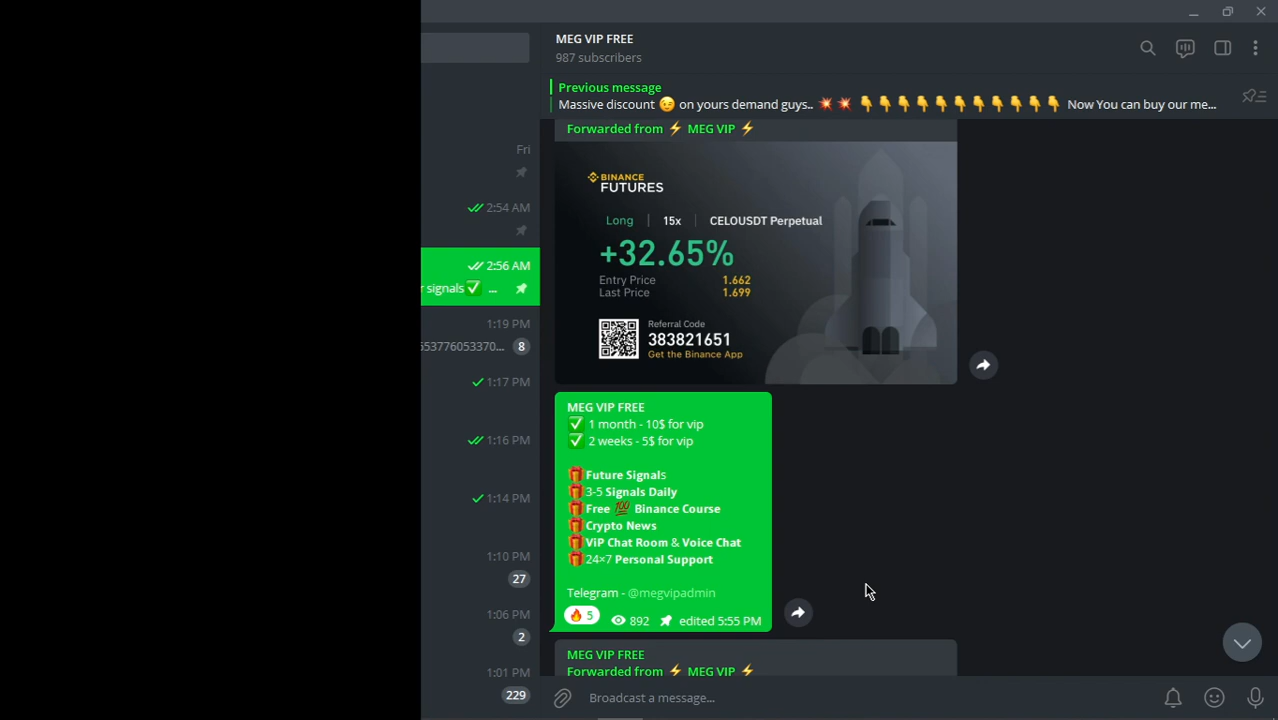 MEG VIP FREE
987 subscribers
Previous message
Massive discount 😉 on yours demand guys.. 💥 💥 👇👇👇👇👇👇👇👇👇👇👇 Now You can buy our me...
Fri
2:54 AM
2:56 AM
r signals✅ ...
1:19 PM
653776053370... 8
1:17 PM
1:16 PM
1:14 PM
1:10 PM
27
1:06 PM
2
1:01 PM
229
Forwarded from ⚡ MEG VIP ⚡
BINANCE
FUTURES
Long | 15x | CELOUSDT Perpetual
+32.65%
Entry Price 1.662
Last Price 1.699
Referral Code
383821651
Get the Binance App
MEG VIP FREE
✅ 1 month - 10$ for vip
✅ 2 weeks - 5$ for vip
🎁Future Signals
🎁3-5 Signals Daily
🎁Free 💯 Binance Course
🎁Crypto News
🎁ViP Chat Room & Voice Chat
🎁24×7 Personal Support
Telegram - @megvipadmin
🔥 5 892 edited 5:55 PM
MEG VIP FREE
Forwarded from ⚡ MEG VIP ⚡
Broadcast a message...